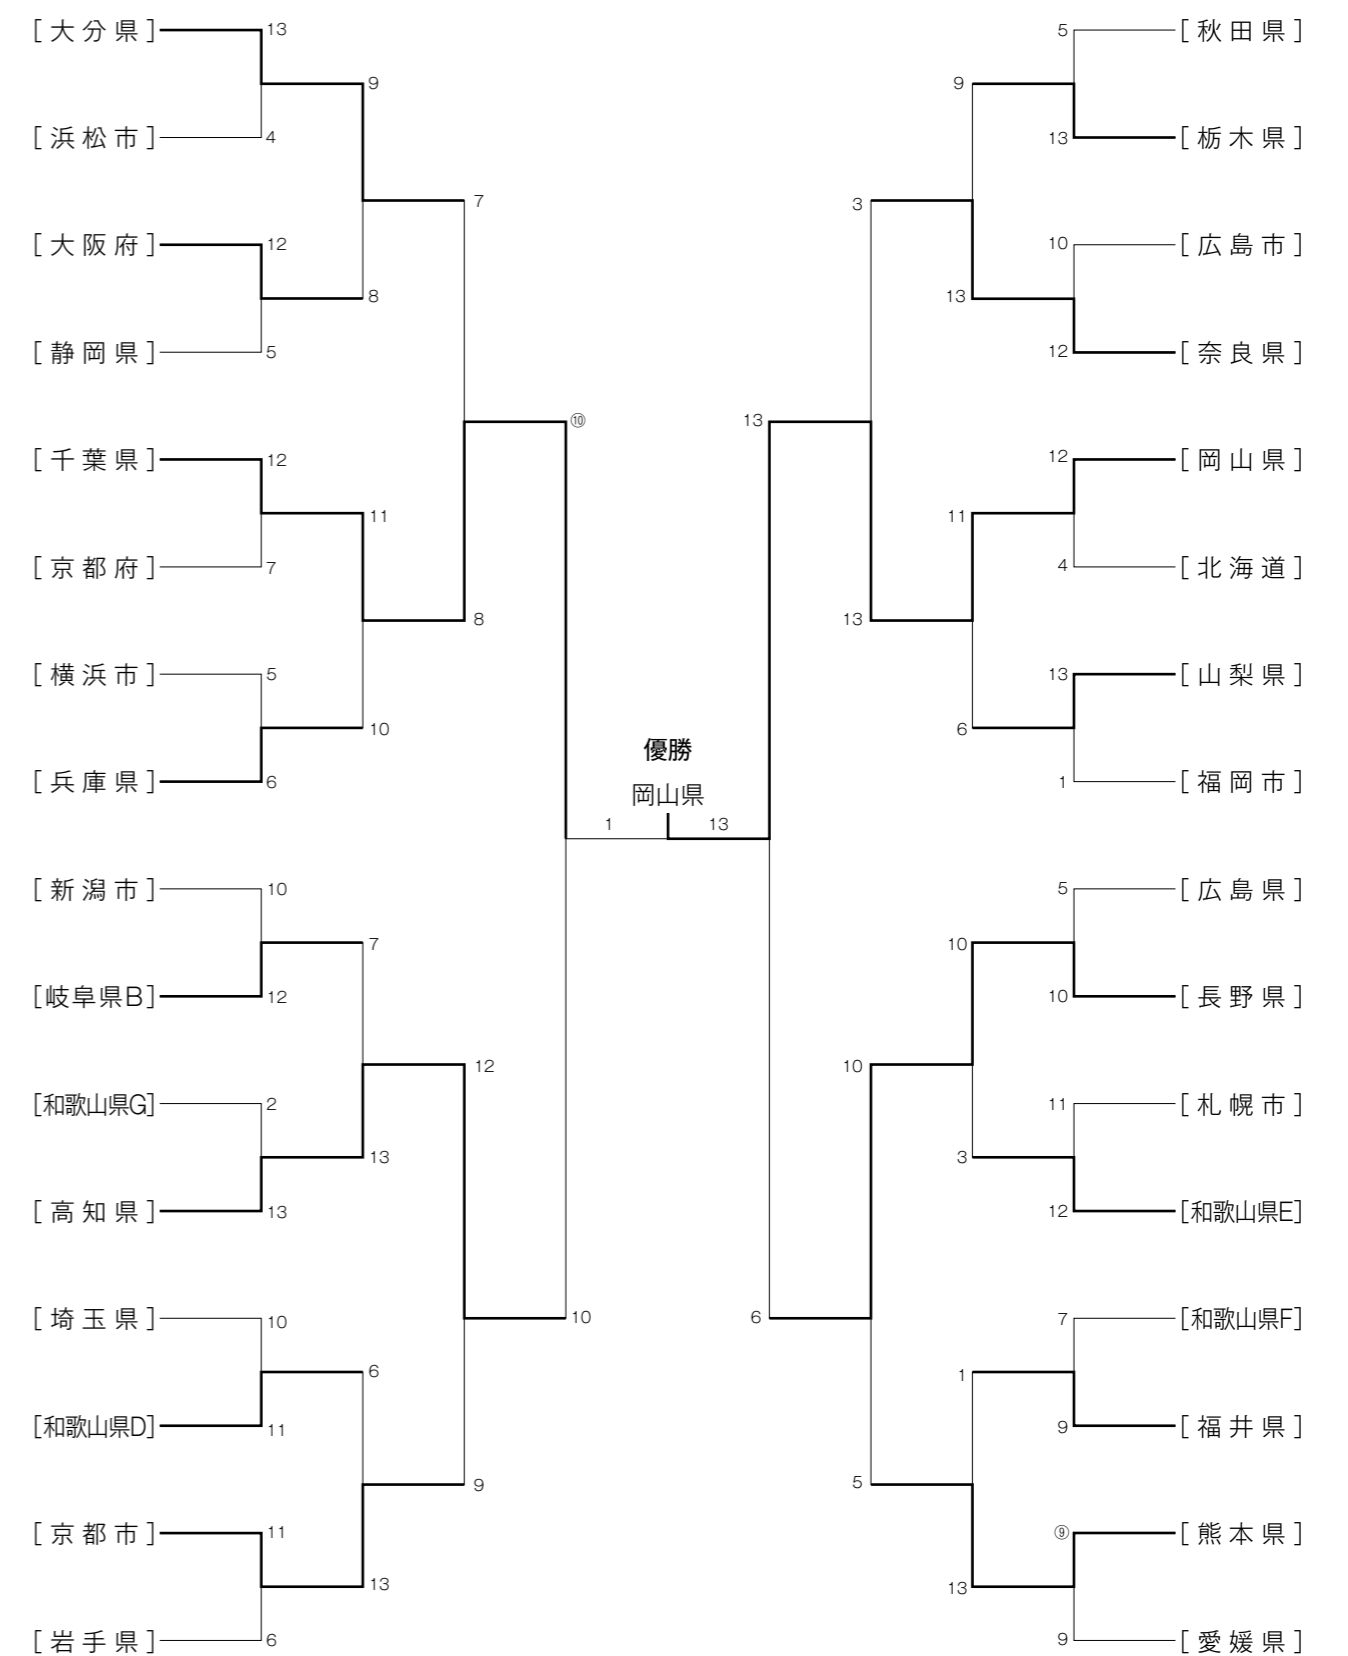 [大分県] 13
9
[浜松市] 4
7
[大阪府] 12
8
[静岡県] 5
⑩
[千葉県] 12
11
[京都府] 7
8
[横浜市] 5
10
[兵庫県] 6
[新潟市] 10
7
[岐阜県B] 12
12
[和歌山県G] 2
13
[高知県] 13
[埼玉県] 10
10
6
[和歌山県D] 11
9
[京都市] 11
13
[岩手県] 6
優勝
岡山県
1 13
5 [秋田県]
9
13 [栃木県]
3
10 [広島市]
13
12 [奈良県]
13
12 [岡山県]
11
4 [北海道]
13
13 [山梨県]
6
1 [福岡市]
5 [広島県]
10
10 [長野県]
10
11 [札幌市]
3
12 [和歌山県E]
6
7 [和歌山県F]
1
9 [福井県]
5
⑨ [熊本県]
13
9 [愛媛県]